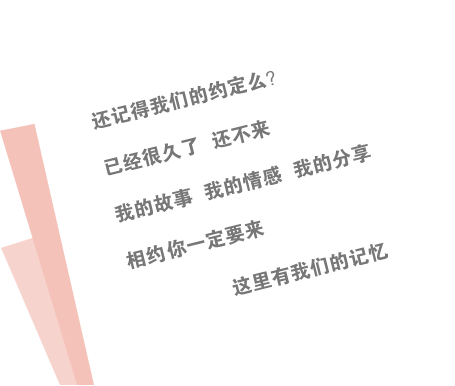 还记得我们的约定么?
已经很久了 还不来
我的故事 我的情感 我的分享
相约你一定要来
这里有我们的记忆